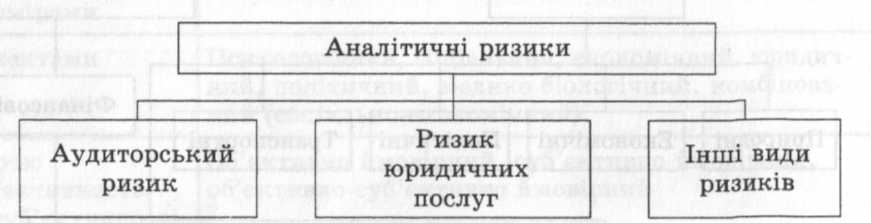 Аналітичні ризики
Аудиторський
ризик
Ризик
юридичних
послуг
Інші види
ризиків